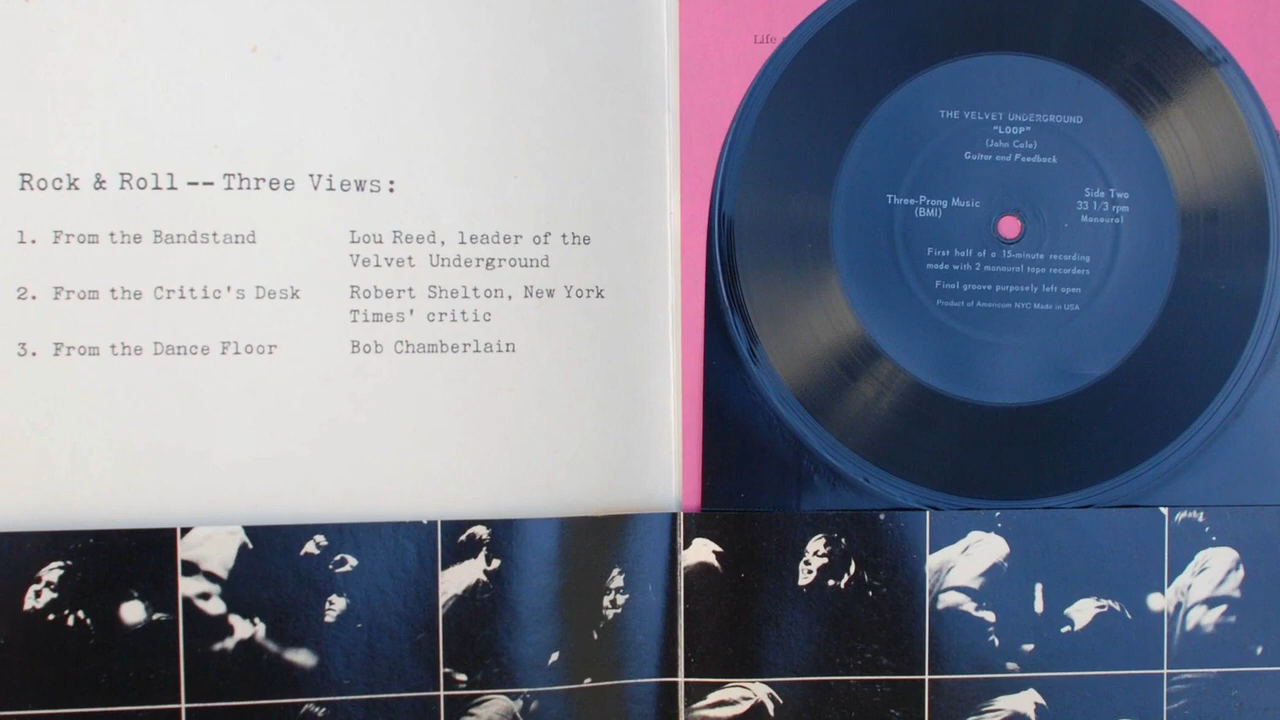 Rock & Roll -- Three Views:
1. From the Bandstand
Lou Reed, leader of the
Velvet Underground
2. From the Critic's Desk
Robert Shelton, New York
Times' critic
3. From the Dance Floor
Bob Chamberlain
Life
THE VELVET UNDERGROUND
"LOOP"
(John Cale)
Guitar and Feedback
Three-Prong Music
(BMI)
Side Two
33 1/3 rpm
Monaural
First half of a 15-minute recording
made with 2 monaural tape recorders
Final groove purposely left open
Product of Americom NYC Made in USA